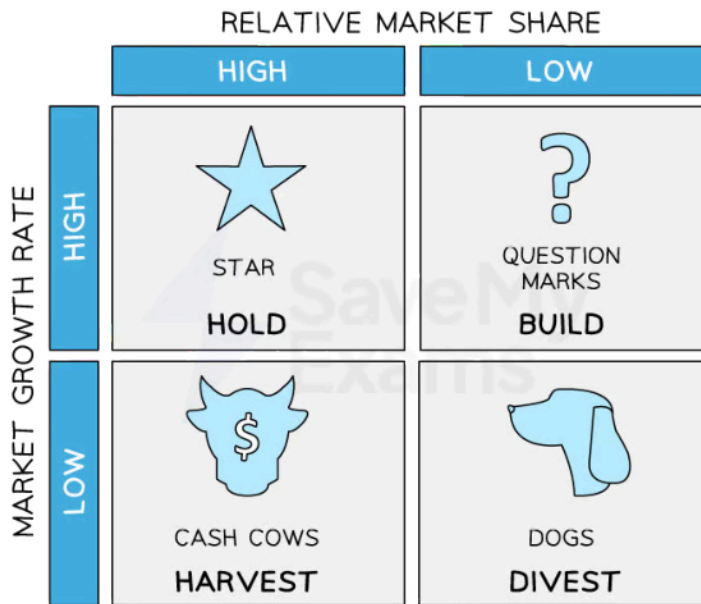 RELATIVE MARKET SHARE
HIGH
LOW
MARKET GROWTH RATE
HIGH
STAR
HOLD
QUESTION
MARKS
BUILD
SaveMy
Exams
LOW
$
CASH COWS
HARVEST
DOGS
DIVEST